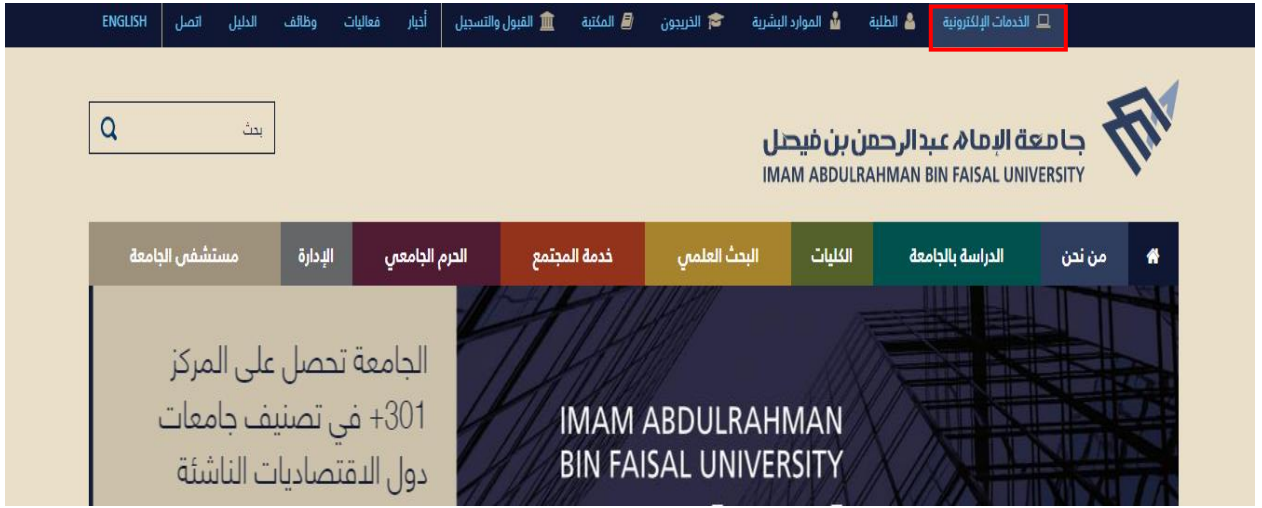 الخدمات الإلكترونية الطلبة الموارد البشرية الخريجون المكتبة القبول والتسجيل أخبار فعاليات وظائف الدليل اتصل ENGLISH
جامعة الإمام عبدالرحمن بن فيصل
IMAM ABDULRAHMAN BIN FAISAL UNIVERSITY
بحث
من نحن الدراسة بالجامعة الكليات البحث العلمي خدمة المجتمع الحرم الجامعي الإدارة مستشفى الجامعة
الجامعة تحصل على المركز
301+ في تصنيف جامعات
دول الاقتصاديات الناشئة
IMAM ABDULRAHMAN
BIN FAISAL UNIVERSITY